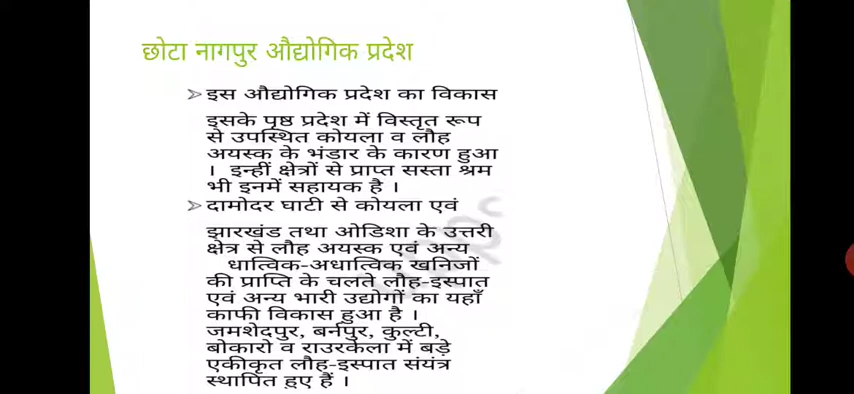 छोटा नागपुर औद्योगिक प्रदेश
➢ इस औद्योगिक प्रदेश का विकास
इसके पृष्ठ प्रदेश में विस्तृत रूप
से उपस्थित कोयला व लौह
अयस्क के भंडार के कारण हुआ
। इन्हीं क्षेत्रों से प्राप्त सस्ता श्रम
भी इनमें सहायक है ।
➢ दामोदर घाटी से कोयला एवं
झारखंड तथा ओडिशा के उत्तरी
क्षेत्र से लौह अयस्क एवं अन्य
धात्विक-अधात्विक खनिजों
की प्राप्ति के चलते लौह-इस्पात
एवं अन्य भारी उद्योगों का यहाँ
काफी विकास हुआ है ।
जमशेदपुर, बर्नपुर, कुल्टी,
बोकारो व राउरकेला में बड़े
एकीकृत लौह-इस्पात संयंत्र
स्थापित हुए हैं ।